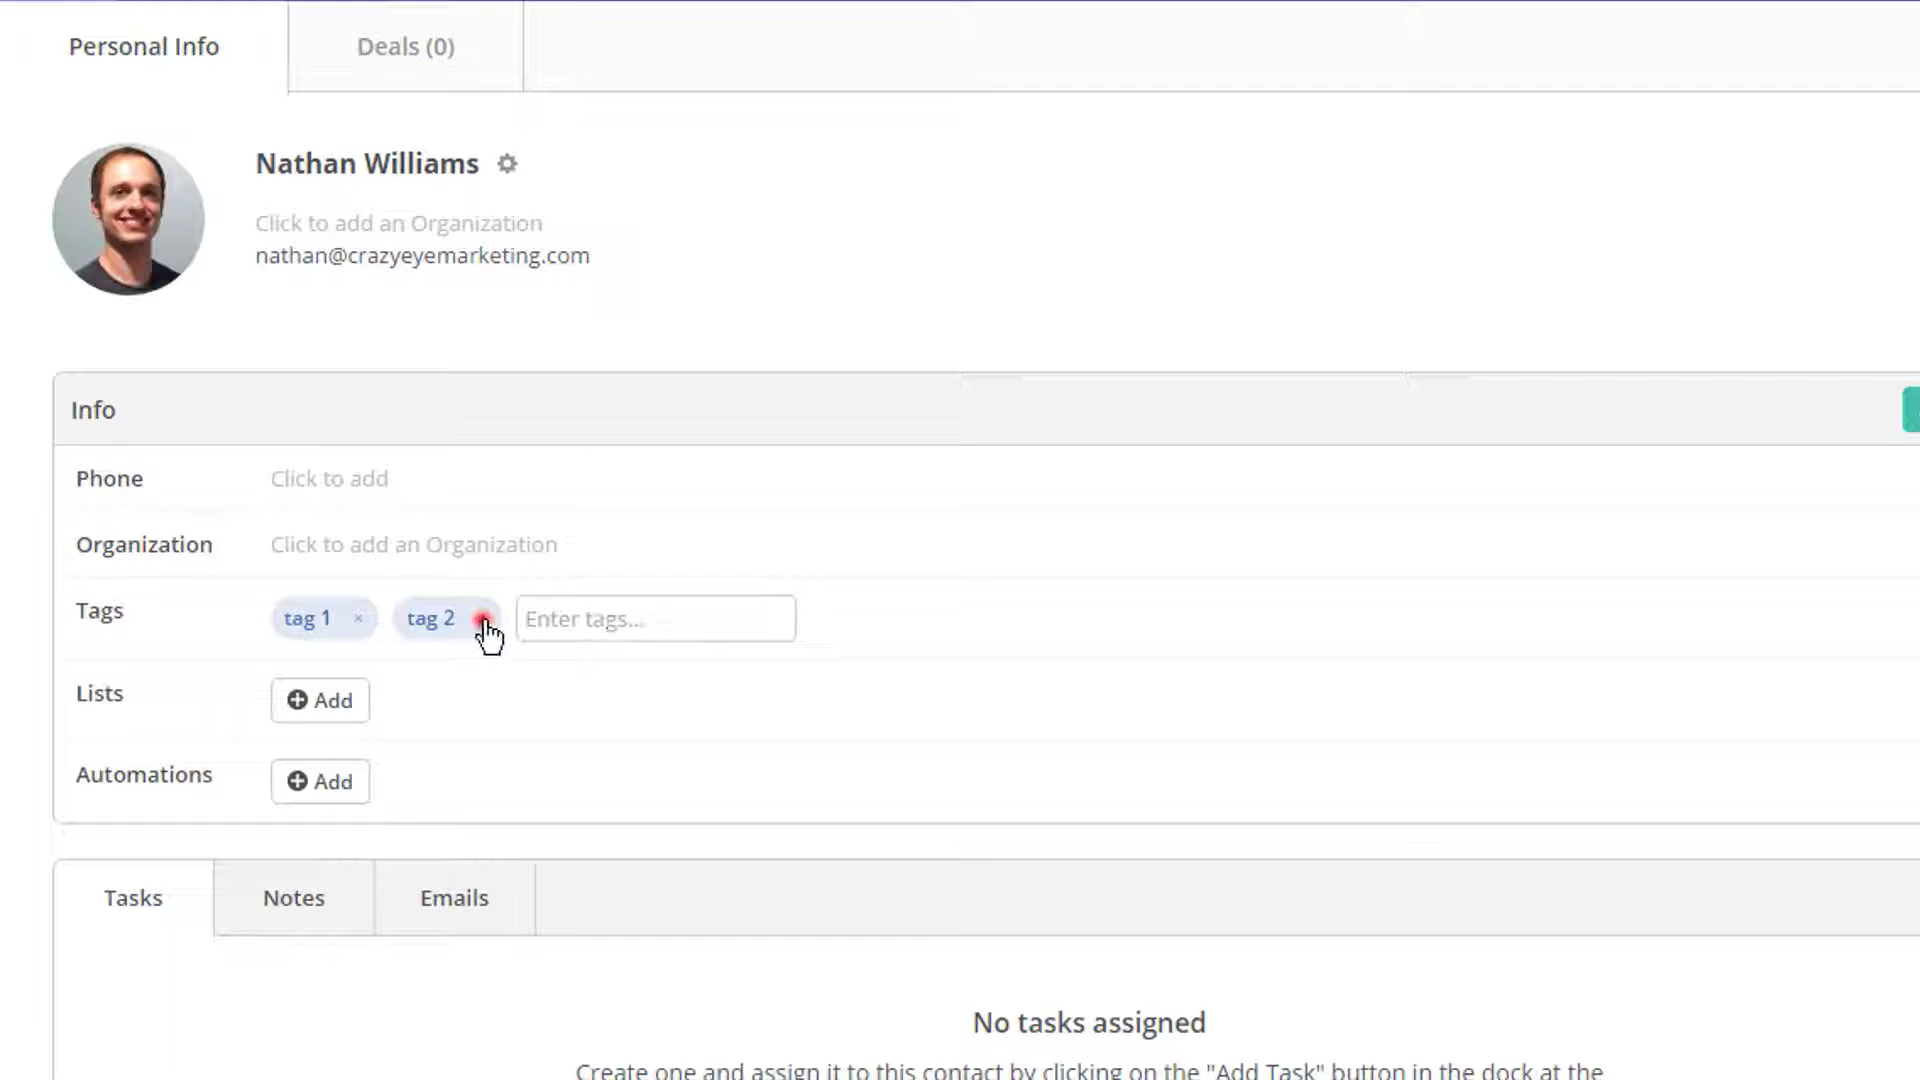 Personal Info
Deals (0)
Nathan Williams
Click to add an Organization
nathan@crazyeyemarketing.com
Info
Phone
Click to add
Organization
Click to add an Organization
Tags
tag 1 ×
tag 2
Enter tags...
Lists
Add
Automations
Add
Tasks
Notes
Emails
No tasks assigned
Create one and assign it to this contact by clicking on the "Add Task" button in the dock at the